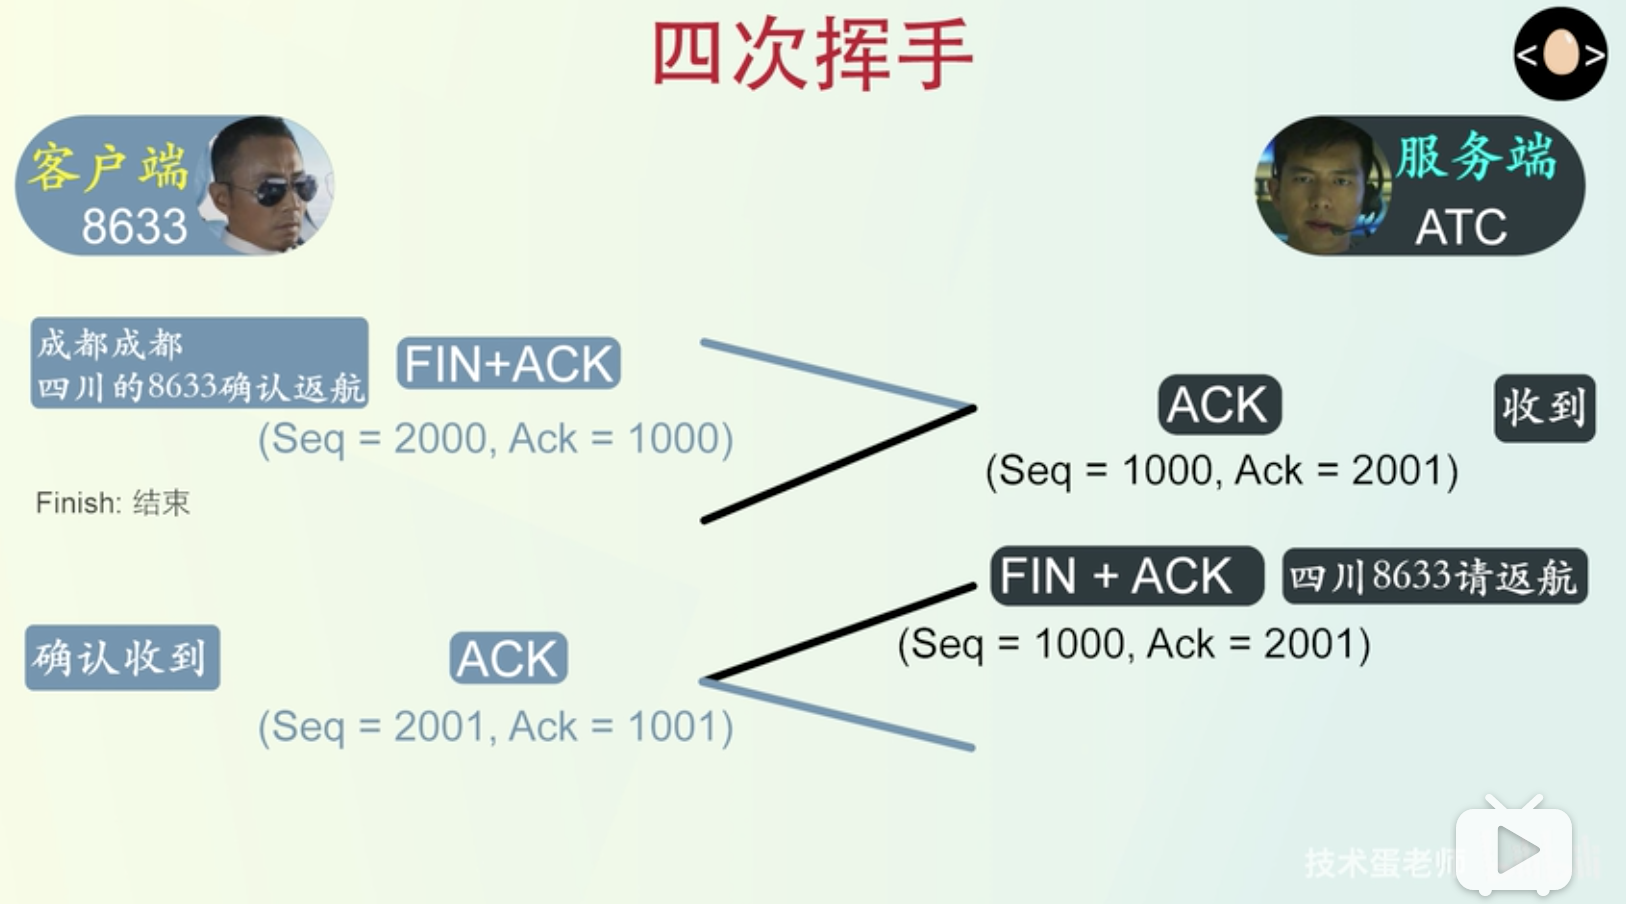 四次挥手
< >
客户端
8633
服务端
ATC
成都成都
四川的8633确认返航
FIN+ACK
(Seq = 2000, Ack = 1000)
ACK
收到
(Seq = 1000, Ack = 2001)
Finish: 结束
FIN + ACK
四川8633请返航
(Seq = 1000, Ack = 2001)
确认收到
ACK
(Seq = 2001, Ack = 1001)
技术蛋老师